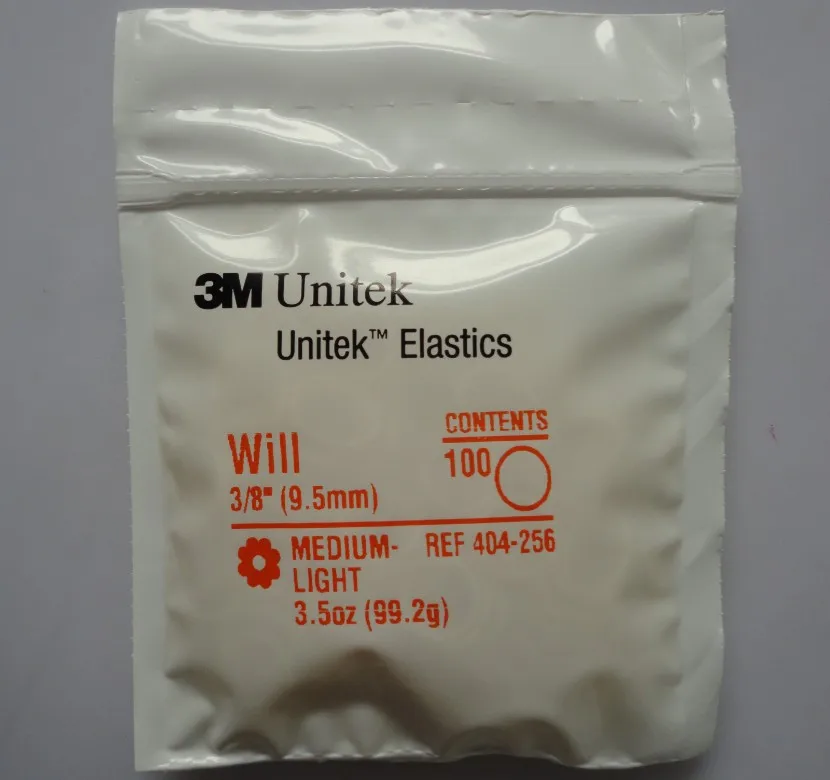 3M Unitek
Unitek™ Elastics
Will
3/8" (9.5mm)
CONTENTS
100
MEDIUM-
LIGHT
3.5oz (99.2g)
REF 404-256